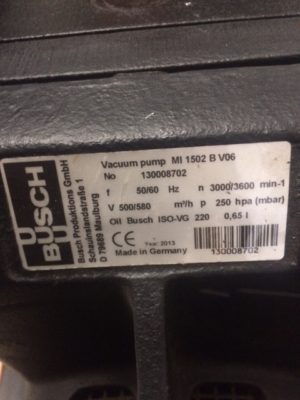 BUSCH
Busch Produktions GmbH
Schauinslandstraße 1
D 79689 Maulburg
Vacuum pump MI 1502 B V06
No 130008702
f 50/60 Hz n 3000/3600 min-1
V 500/580 m³/h p 250 hpa (mbar)
Oil Busch ISO-VG 220 0,65 l
CE Year 2013
Made in Germany 130008702